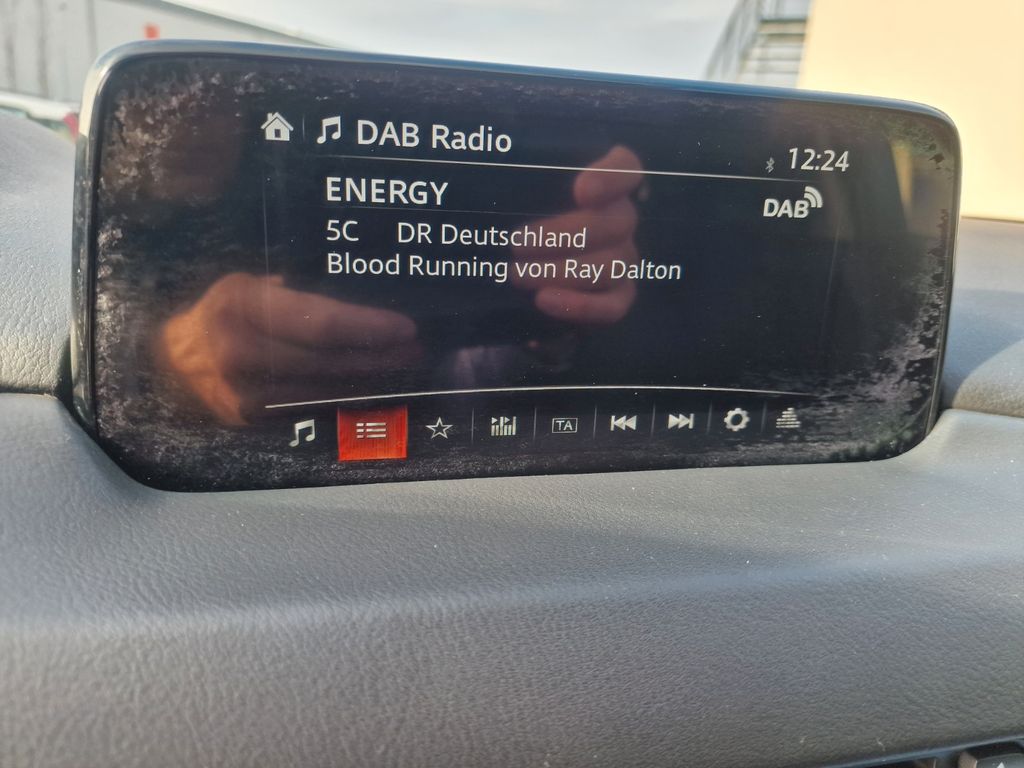 DAB Radio
12:24
ENERGY
DAB
5C DR Deutschland
Blood Running von Ray Dalton
TA